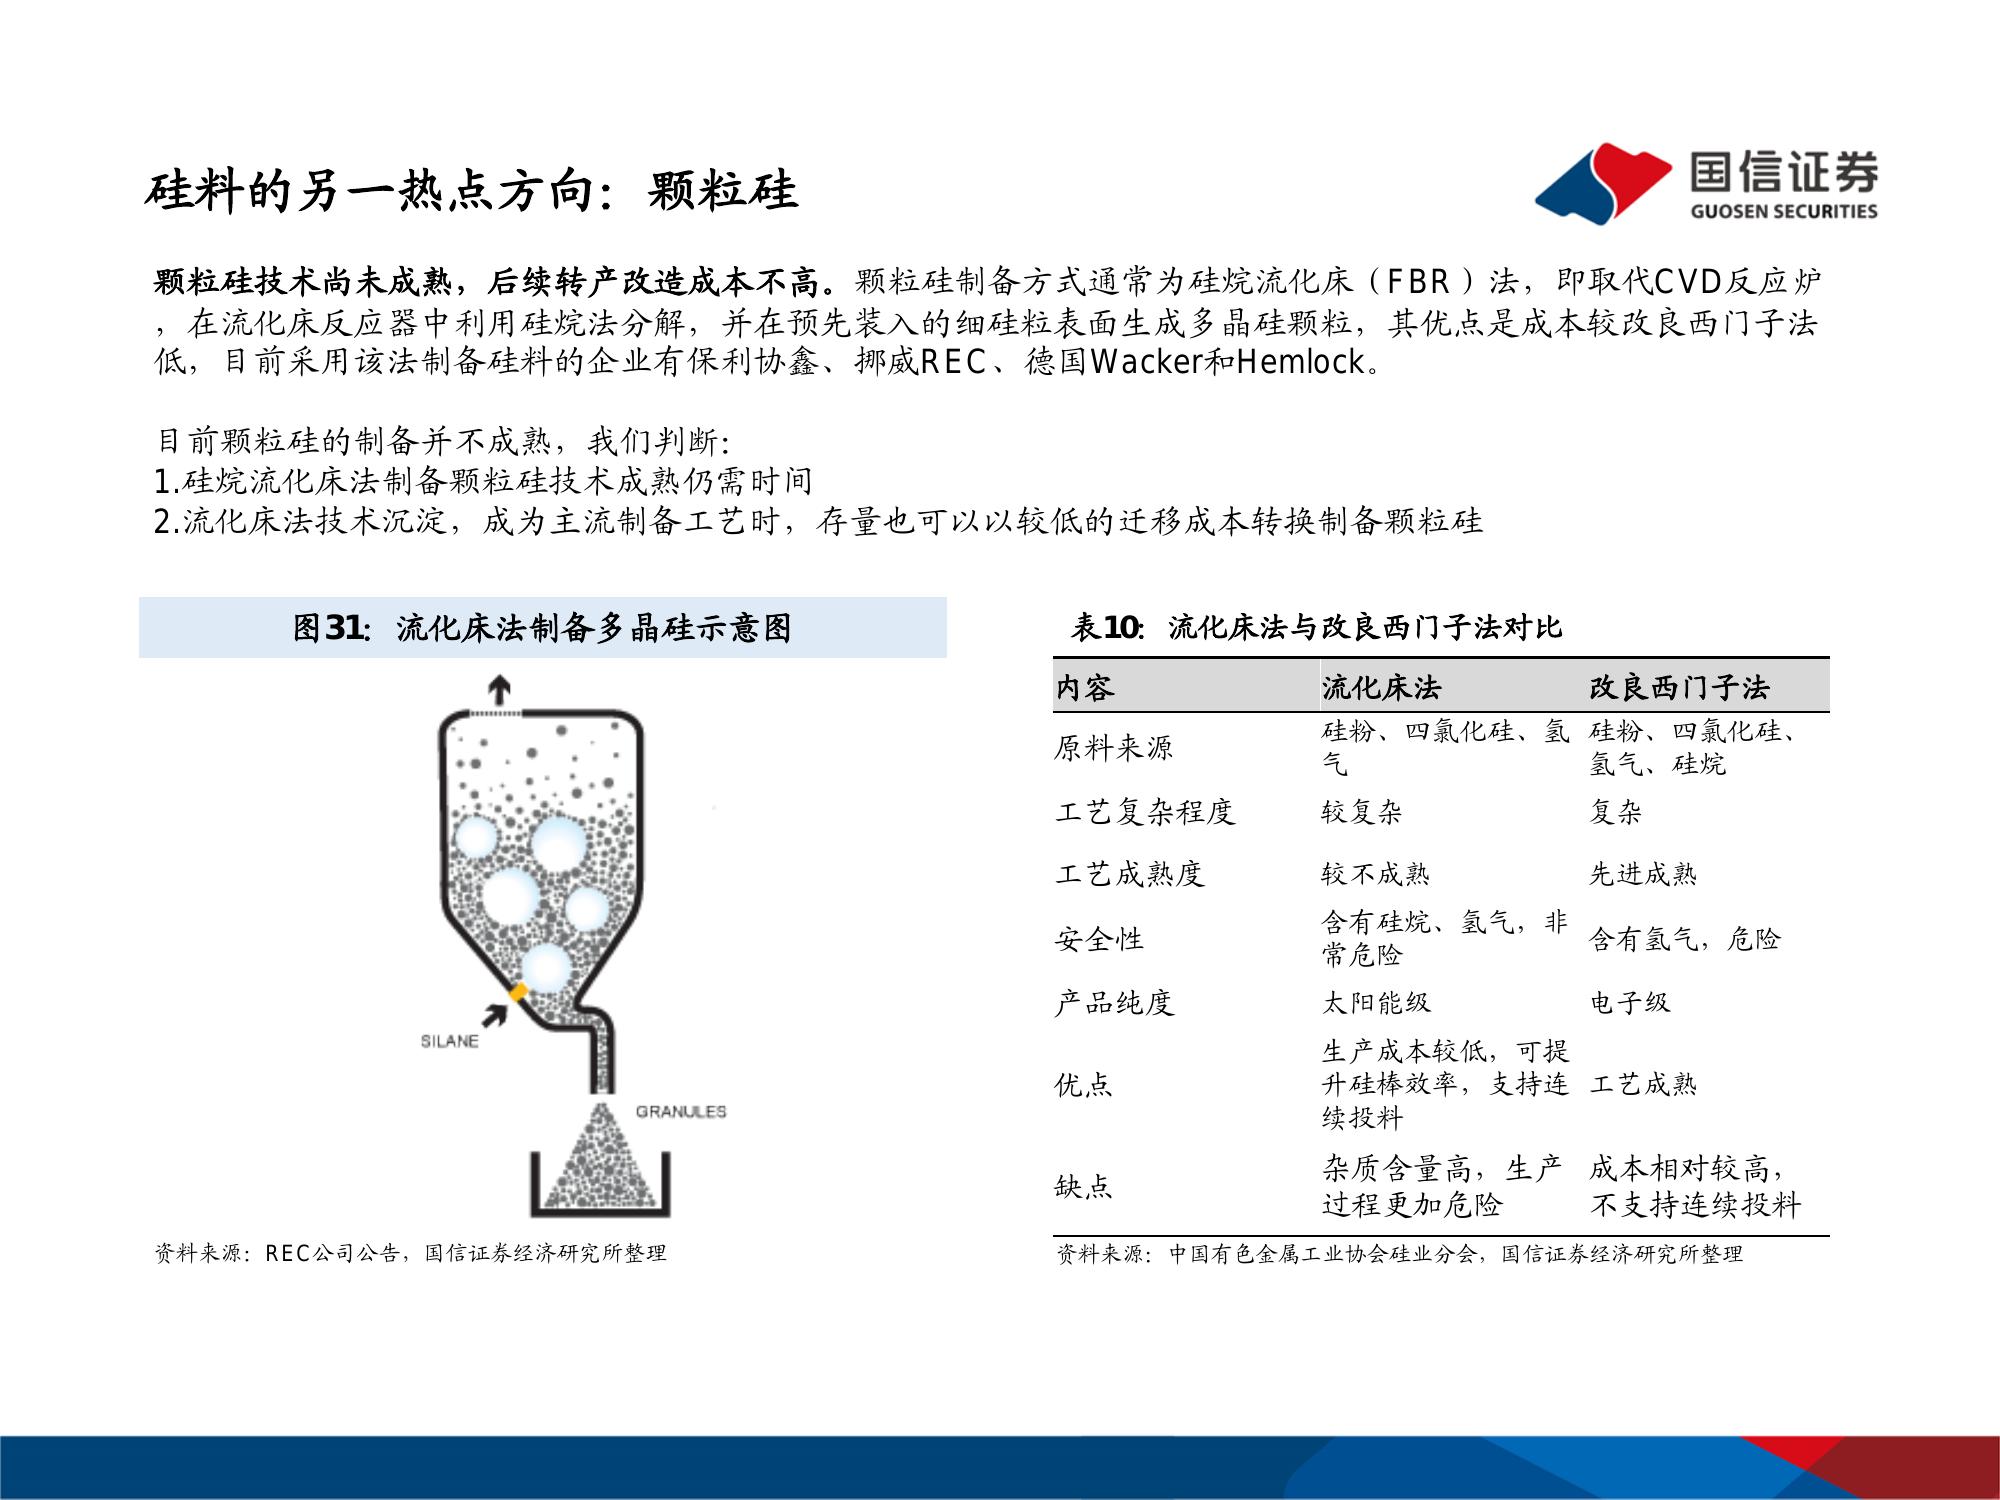 硅料的另一热点方向：颗粒硅
国信证券
GUOSEN SECURITIES
颗粒硅技术尚未成熟，后续转产改造成本不高。颗粒硅制备方式通常为硅烷流化床（FBR）法，即取代CVD反应炉
，在流化床反应器中利用硅烷法分解，并在预先装入的细硅粒表面生成多晶硅颗粒，其优点是成本较改良西门子法
低，目前采用该法制备硅料的企业有保利协鑫、挪威REC、德国Wacker和Hemlock。
目前颗粒硅的制备并不成熟，我们判断：
1.硅烷流化床法制备颗粒硅技术成熟仍需时间
2.流化床法技术沉淀，成为主流制备工艺时，存量也可以以较低的迁移成本转换制备颗粒硅
图31：流化床法制备多晶硅示意图
SILANE
GRANULES
资料来源：REC公司公告，国信证券经济研究所整理
表10：流化床法与改良西门子法对比
内容 流化床法 改良西门子法
原料来源 硅粉、四氯化硅、氢 硅粉、四氯化硅、
气 氢气、硅烷
工艺复杂程度 较复杂 复杂
工艺成熟度 较不成熟 先进成熟
安全性 含有硅烷、氢气，非 含有氢气，危险
常危险
产品纯度 太阳能级 电子级
生产成本较低，可提
优点 升硅棒效率，支持连 工艺成熟
续投料
缺点 杂质含量高，生产 成本相对较高，
过程更加危险 不支持连续投料
资料来源：中国有色金属工业协会硅业分会，国信证券经济研究所整理